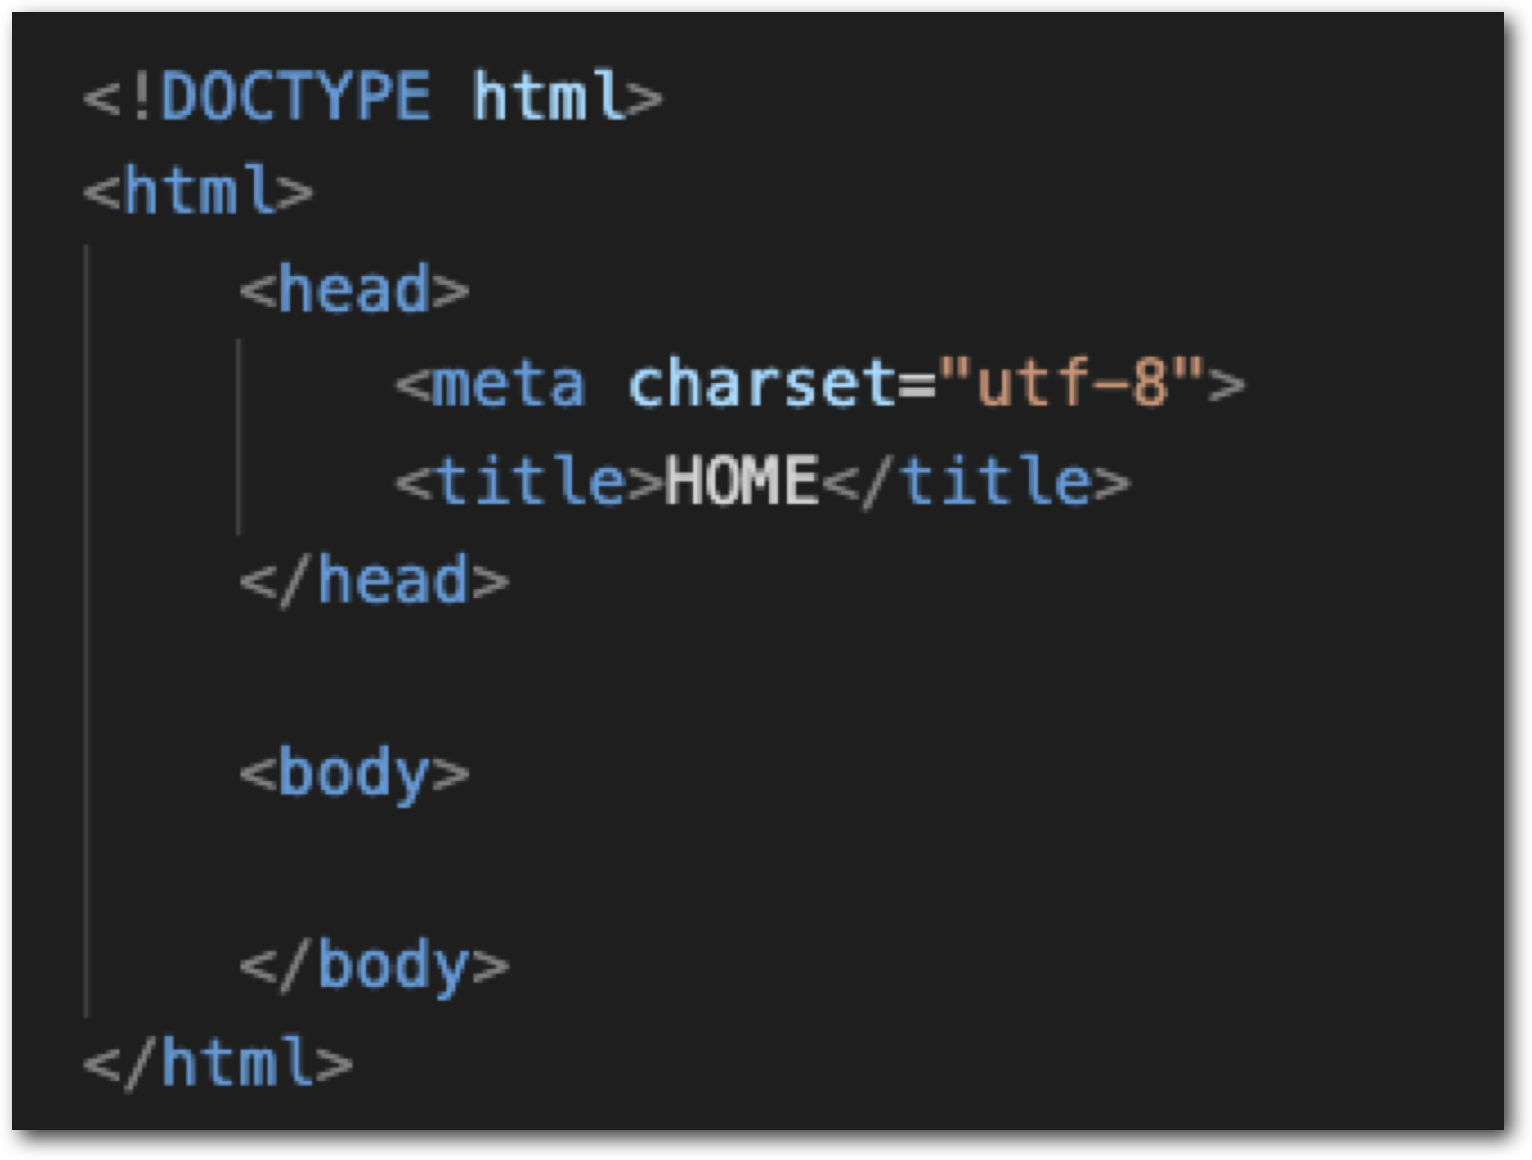 <!DOCTYPE html>
<html>
    <head>
        <meta charset="utf-8">
        <title>HOME</title>
    </head>

    <body>

    </body>
</html>